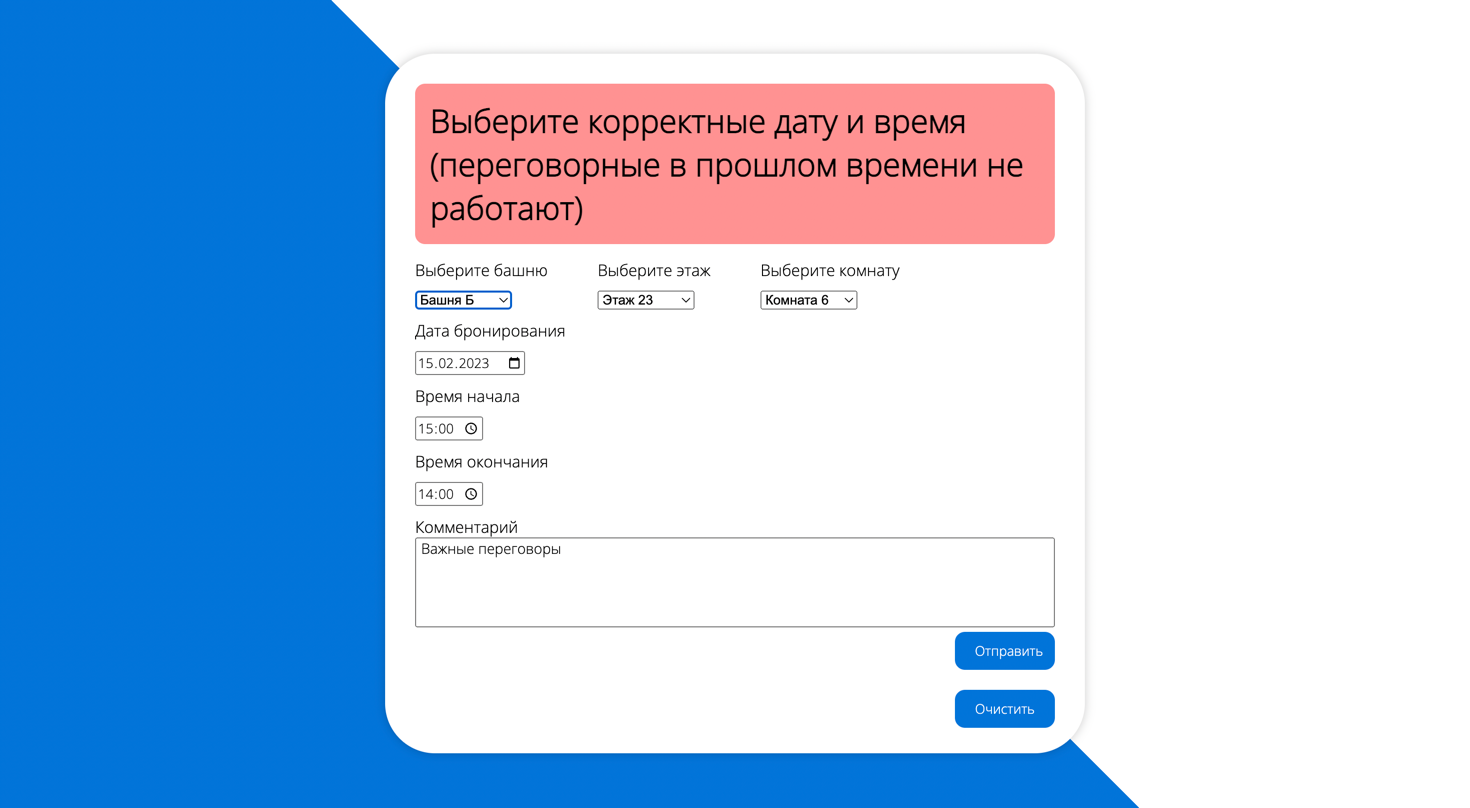 Выберите корректные дату и время
(переговорные в прошлом времени не
работают)
Выберите башню Выберите этаж Выберите комнату
Башня Б Этаж 23 Комната 6
Дата бронирования
15.02.2023
Время начала
15:00
Время окончания
14:00
Комментарий
Важные переговоры
Отправить
Очистить